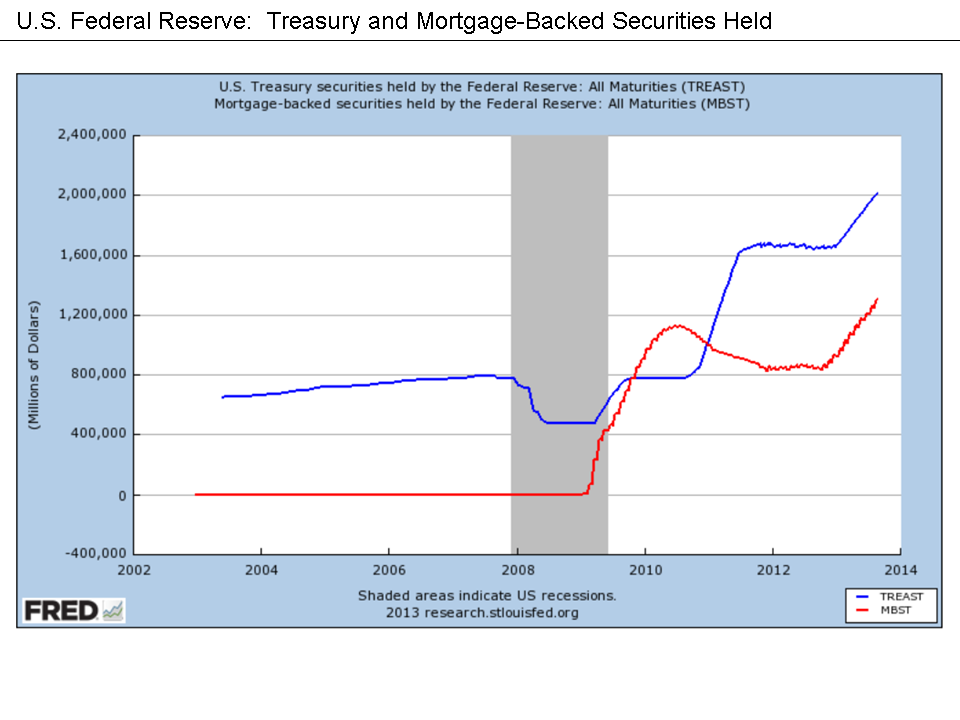 U.S. Federal Reserve: Treasury and Mortgage-Backed Securities Held
U.S. Treasury securities held by the Federal Reserve: All Maturities (TREAST)
Mortgage-backed securities held by the Federal Reserve: All Maturities (MBST)
(Millions of Dollars)
2,400,000
2,000,000
1,600,000
1,200,000
800,000
400,000
0
-400,000
2002 2004 2006 2008 2010 2012 2014
Shaded areas indicate US recessions.
2013 research.stlouisfed.org
FRED
TREAST
MBST